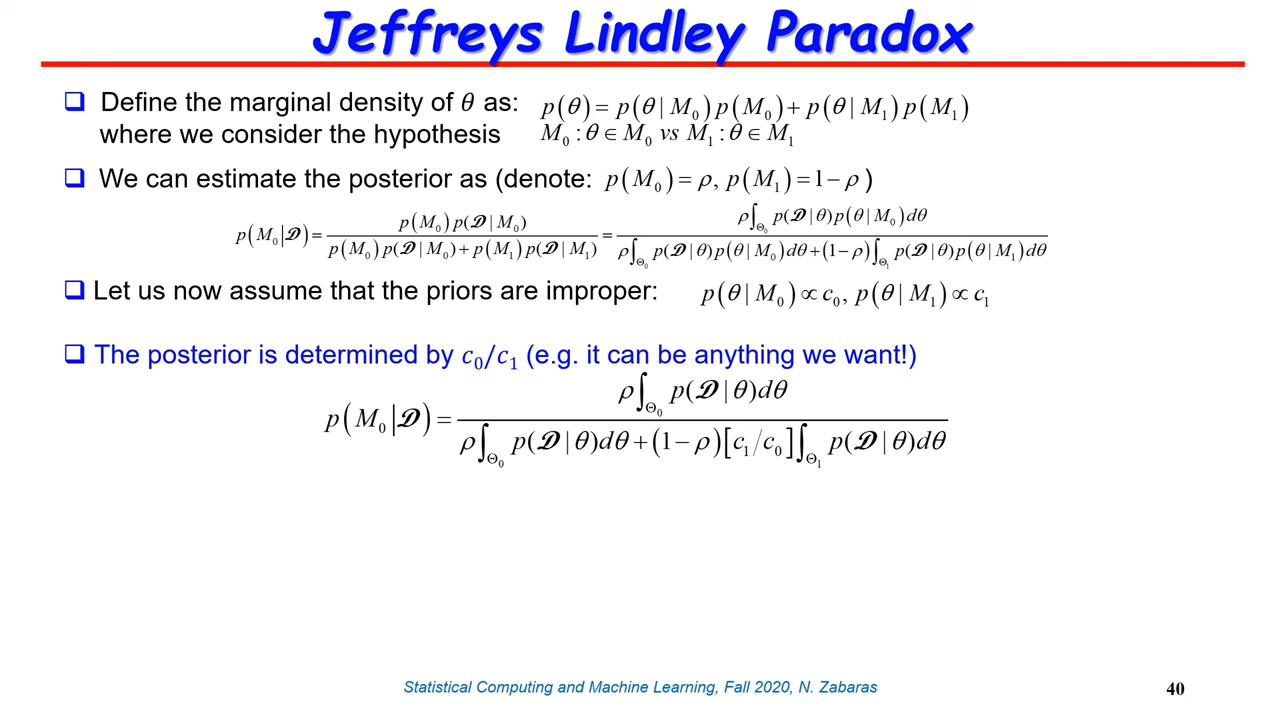 Jeffreys Lindley Paradox
❑ Define the marginal density of 𝜃 as: p(θ) = p(θ | M₀) p(M₀) + p(θ | M₁) p(M₁)
where we consider the hypothesis M₀ : θ ∈ M₀ vs M₁ : θ ∈ M₁
❑ We can estimate the posterior as (denote: p(M₀) = ρ, p(M₁) = 1 − ρ )
p(M₀|𝓓) = \frac{p(M₀) p(𝓓 | M₀)}{p(M₀) p(𝓓 | M₀) + p(M₁) p(𝓓 | M₁)} = \frac{ρ∫_{Θ₀} p(𝓓 | θ) p(θ | M₀) dθ}{ρ∫_{Θ₀} p(𝓓 | θ) p(θ | M₀) dθ + (1 − ρ)∫_{Θ₁} p(𝓓 | θ) p(θ | M₁) dθ}
❑ Let us now assume that the priors are improper: p(θ | M₀) ∝ c₀, p(θ | M₁) ∝ c₁
❑ The posterior is determined by 𝑐₀/𝑐₁ (e.g. it can be anything we want!)
p(M₀|𝓓) = \frac{ρ∫_{Θ₀} p(𝓓 | θ)dθ}{ρ∫_{Θ₀} p(𝓓 | θ)dθ + (1 − ρ)[c₁/c₀]∫_{Θ₁} p(𝓓 | θ)dθ}
Statistical Computing and Machine Learning, Fall 2020, N. Zabaras
40